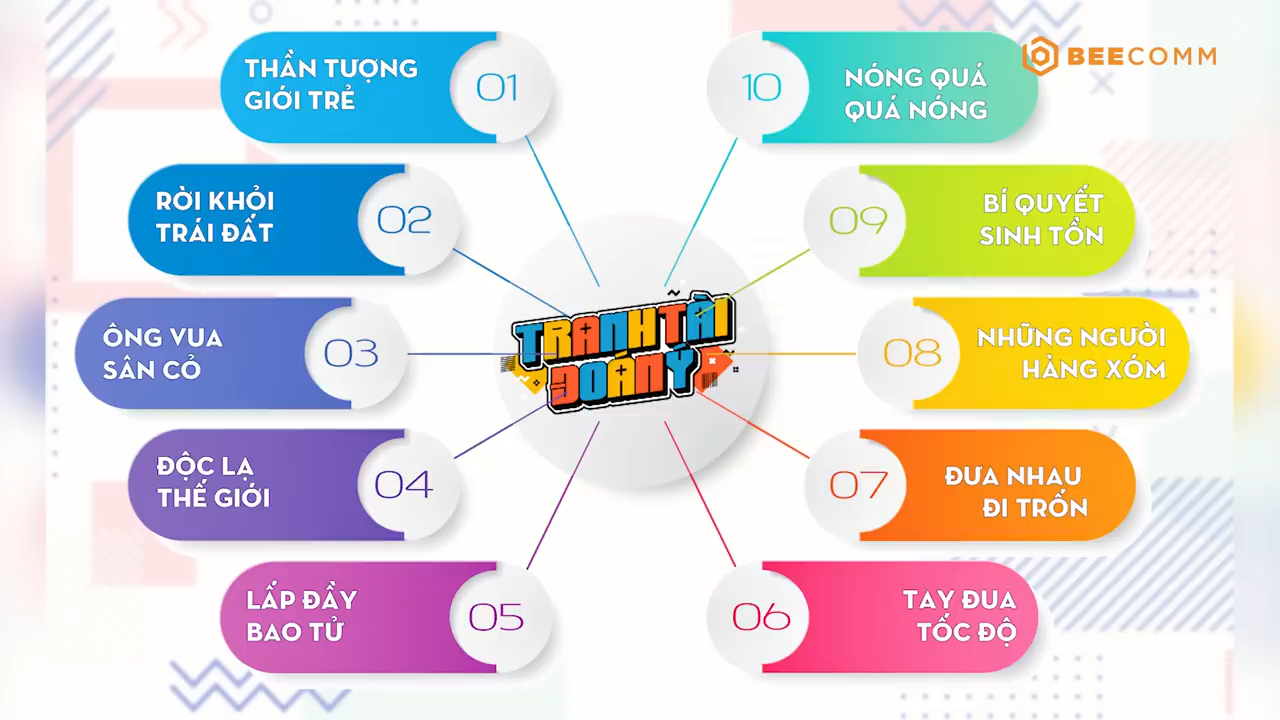 BEECOMM
THẦN TƯỢNG
GIỚI TRẺ
01
RỜI KHỎI
TRÁI ĐẤT
02
ÔNG VUA
SÂN CỎ
03
ĐỘC LẠ
THẾ GIỚI
04
LẤP ĐẦY
BAO TỬ
05
TRANH TÀI
ĐOÁN Ý
10
NÓNG QUÁ
QUÁ NÓNG
09
BÍ QUYẾT
SINH TỒN
08
NHỮNG NGƯỜI
HÀNG XÓM
07
ĐƯA NHAU
ĐI TRỐN
06
TAY ĐUA
TỐC ĐỘ